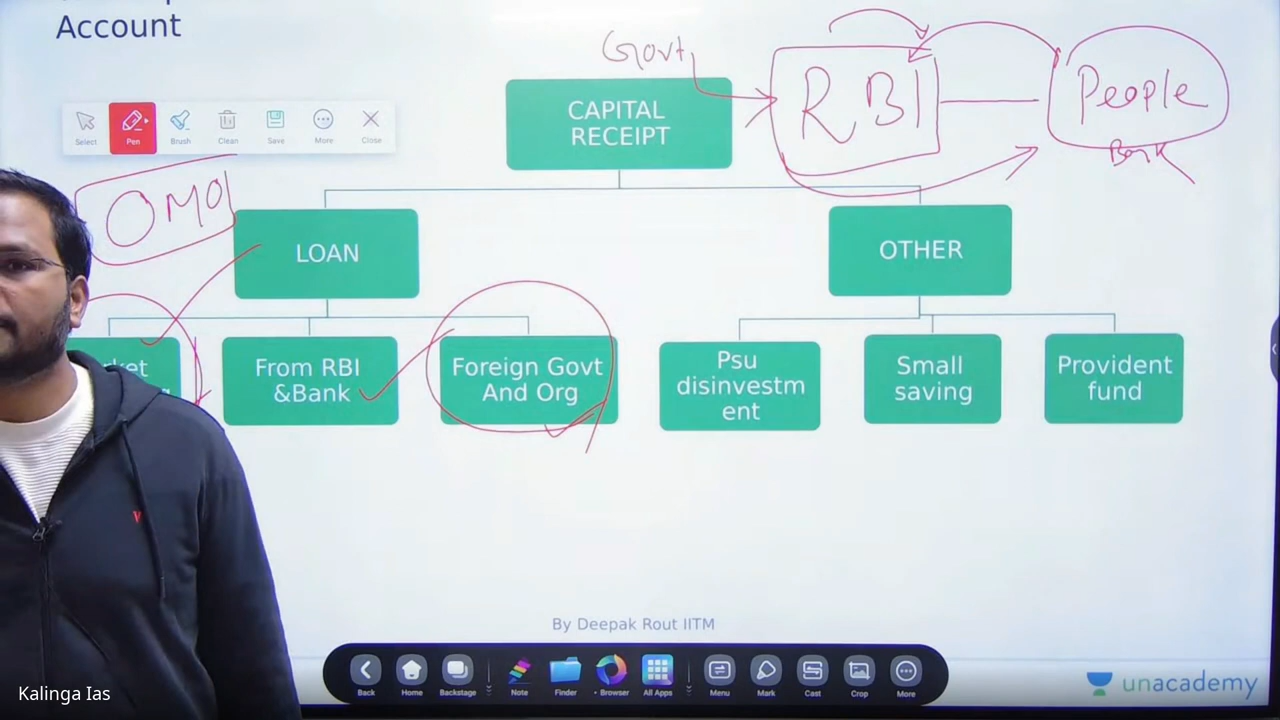 Account
Govt
RBI
People
Bank
CAPITAL
RECEIPT
Select
Pen
Brush
Clean
Save
More
Close
OMO
LOAN
OTHER
From RBI
&Bank
Foreign Govt
And Org
Psu
disinvestm
ent
Small
saving
Provident
fund
By Deepak Rout IITM
Back
Home
Backstage
Note
Finder
Browser
All Apps
Menu
Mark
Cast
Crop
More
Kalinga Ias
unacademy